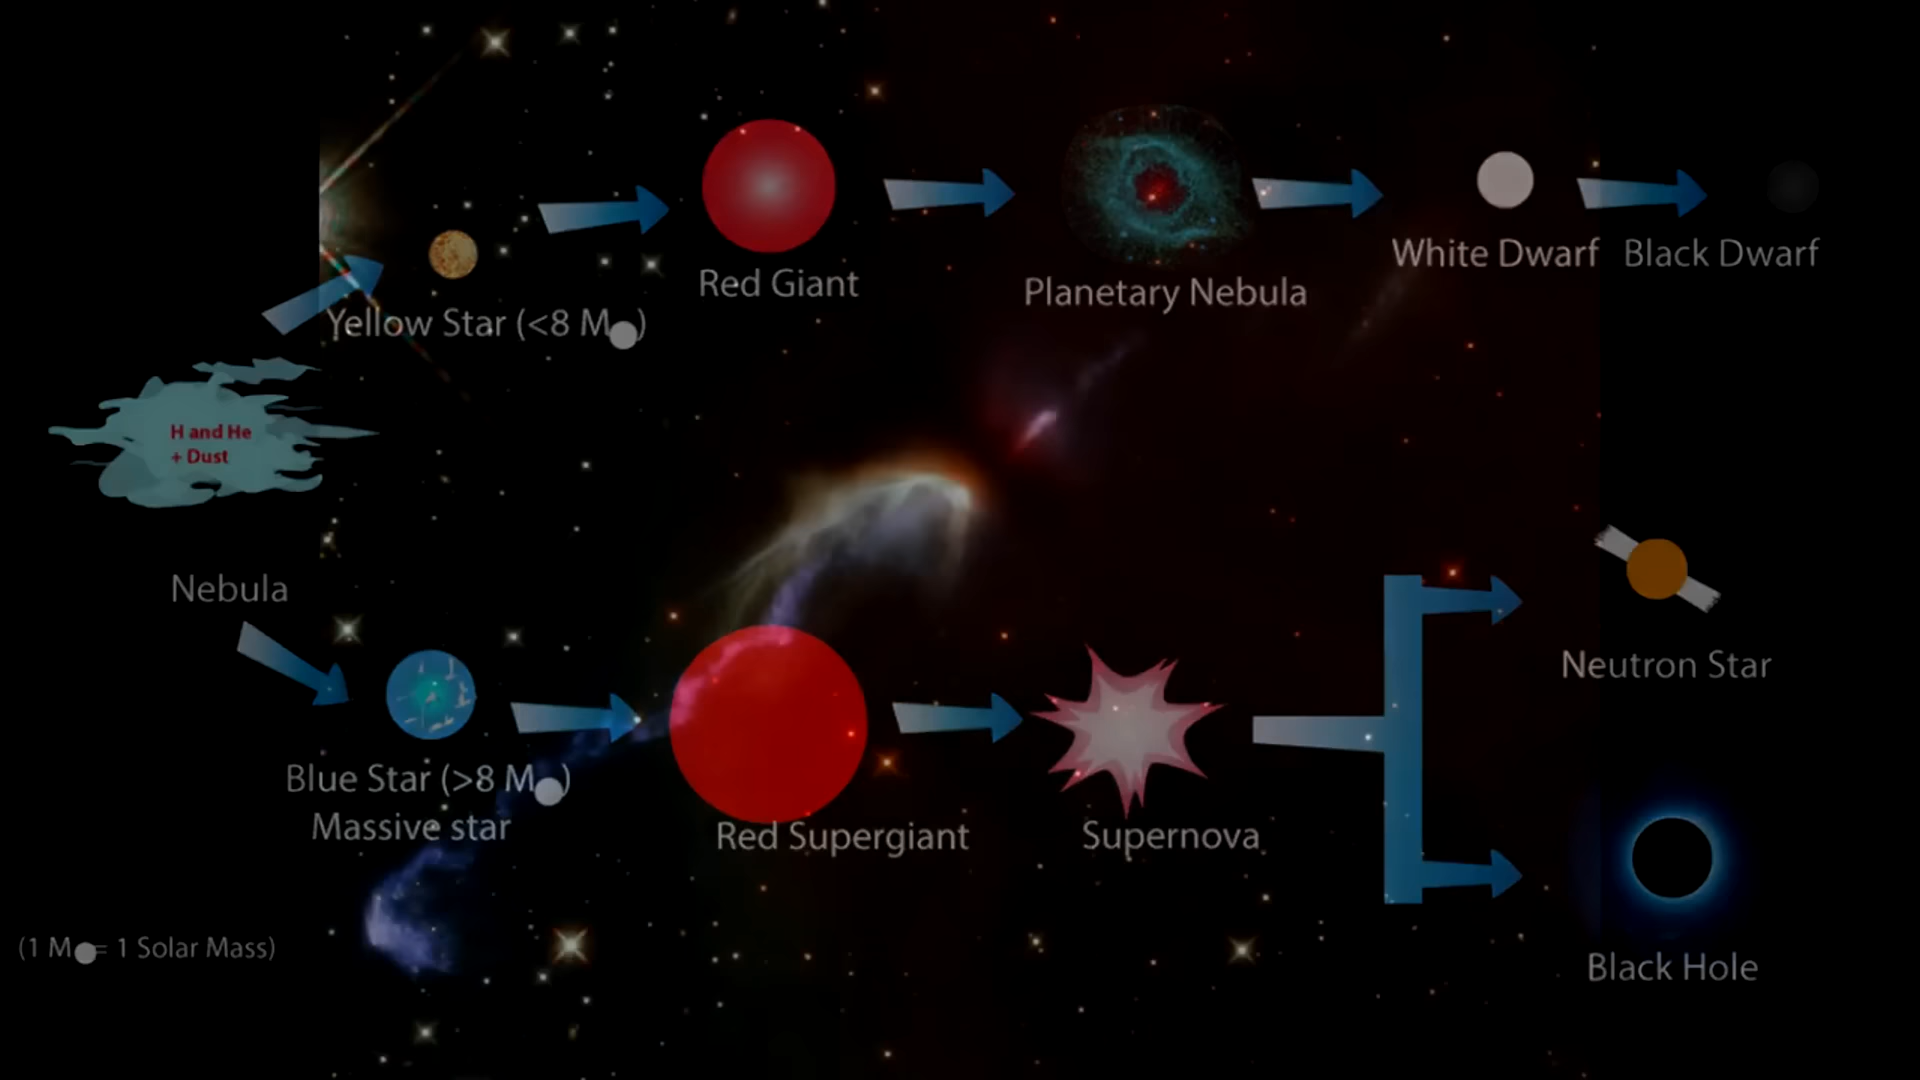 Red Giant
Planetary Nebula
White Dwarf
Black Dwarf
Yellow Star (<8 M)
H and He
+ Dust
Nebula
Neutron Star
Blue Star (>8 M)
Massive star
Red Supergiant
Supernova
(1 M = 1 Solar Mass)
Black Hole